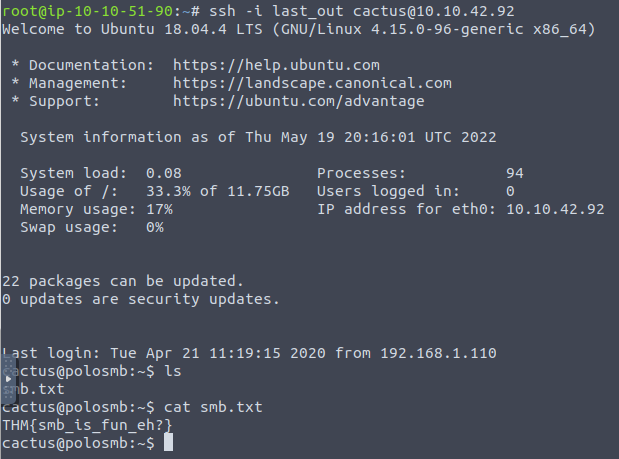 root@ip-10-10-51-90:~# ssh -i last_out cactus@10.10.42.92
Welcome to Ubuntu 18.04.4 LTS (GNU/Linux 4.15.0-96-generic x86_64)
* Documentation:  https://help.ubuntu.com
* Management:     https://landscape.canonical.com
* Support:        https://ubuntu.com/advantage
System information as of Thu May 19 20:16:01 UTC 2022
System load:  0.08               Processes:           94
Usage of /:   33.3% of 11.75GB   Users logged in:     0
Memory usage: 17%                IP address for eth0: 10.10.42.92
Swap usage:   0%
22 packages can be updated.
0 updates are security updates.
Last login: Tue Apr 21 11:19:15 2020 from 192.168.1.110
cactus@polosmb:~$ ls
smb.txt
cactus@polosmb:~$ cat smb.txt
THM{smb_is_fun_eh?}
cactus@polosmb:~$